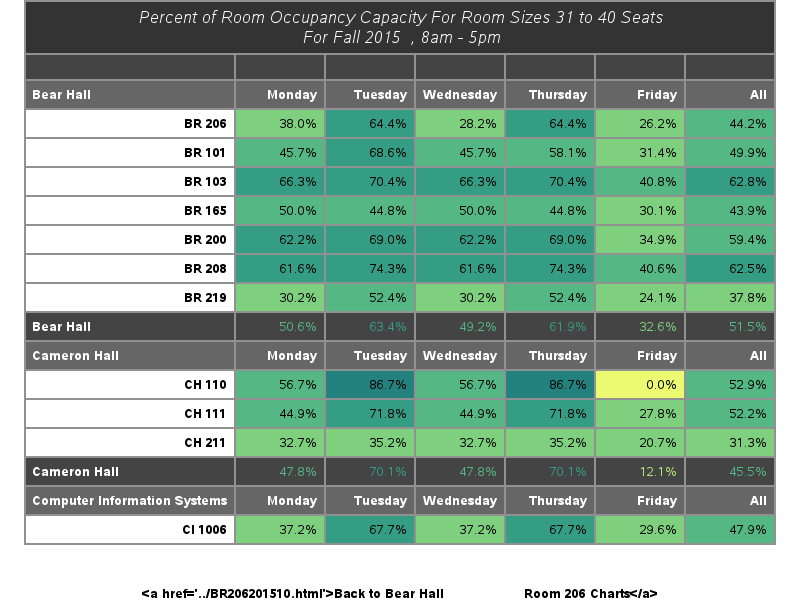 Percent of Room Occupancy Capacity For Room Sizes 31 to 40 Seats
For Fall 2015 , 8am - 5pm
Bear Hall Monday Tuesday Wednesday Thursday Friday All
BR 206 38.0% 64.4% 28.2% 64.4% 26.2% 44.2%
BR 101 45.7% 68.6% 45.7% 58.1% 31.4% 49.9%
BR 103 66.3% 70.4% 66.3% 70.4% 40.8% 62.8%
BR 165 50.0% 44.8% 50.0% 44.8% 30.1% 43.9%
BR 200 62.2% 69.0% 62.2% 69.0% 34.9% 59.4%
BR 208 61.6% 74.3% 61.6% 74.3% 40.6% 62.5%
BR 219 30.2% 52.4% 30.2% 52.4% 24.1% 37.8%
Bear Hall 50.6% 63.4% 49.2% 61.9% 32.6% 51.5%
Cameron Hall Monday Tuesday Wednesday Thursday Friday All
CH 110 56.7% 86.7% 56.7% 86.7% 0.0% 52.9%
CH 111 44.9% 71.8% 44.9% 71.8% 27.8% 52.2%
CH 211 32.7% 35.2% 32.7% 35.2% 20.7% 31.3%
Cameron Hall 47.8% 70.1% 47.8% 70.1% 12.1% 45.5%
Computer Information Systems Monday Tuesday Wednesday Thursday Friday All
CI 1006 37.2% 67.7% 37.2% 67.7% 29.6% 47.9%
<a href='../BR206201510.html'>Back to Bear Hall Room 206 Charts</a>